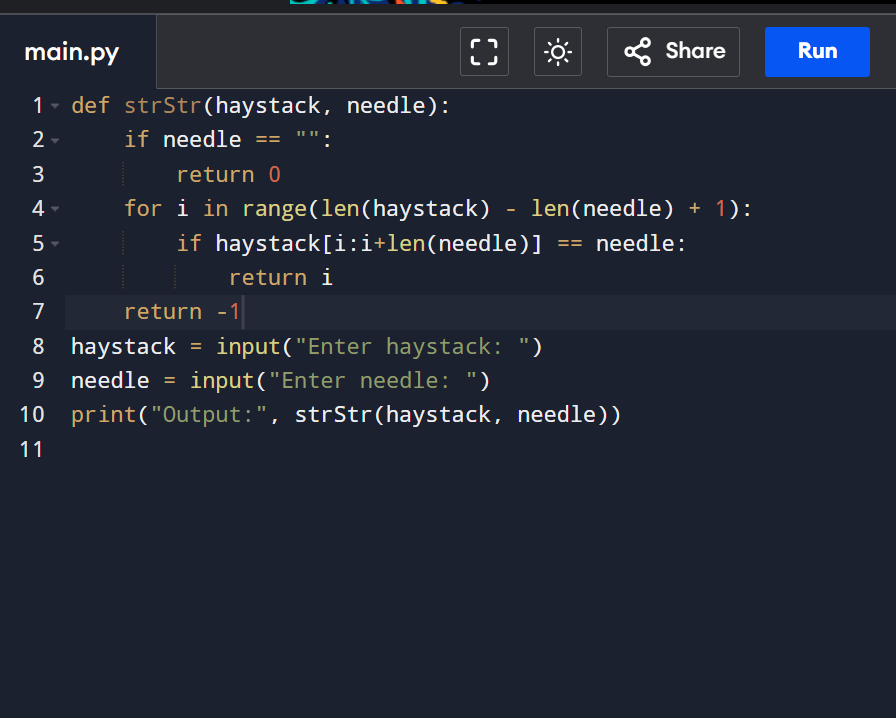 main.py Share Run
1 def strStr(haystack, needle):
2     if needle == "":
3         return 0
4     for i in range(len(haystack) - len(needle) + 1):
5         if haystack[i:i+len(needle)] == needle:
6             return i
7     return -1
8 haystack = input("Enter haystack: ")
9 needle = input("Enter needle: ")
10 print("Output:", strStr(haystack, needle))
11